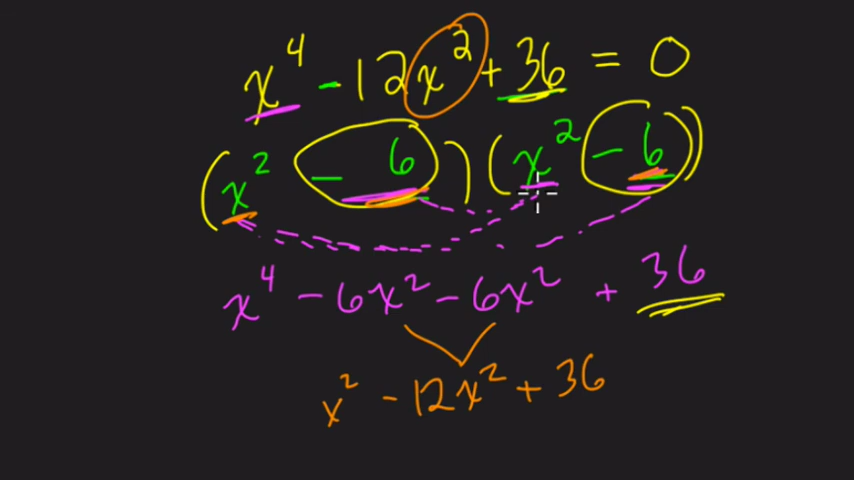 x⁴ - 12x² + 36 = 0
(x² - 6)(x² - 6)
x⁴ - 6x² - 6x² + 36
x² - 12x² + 36